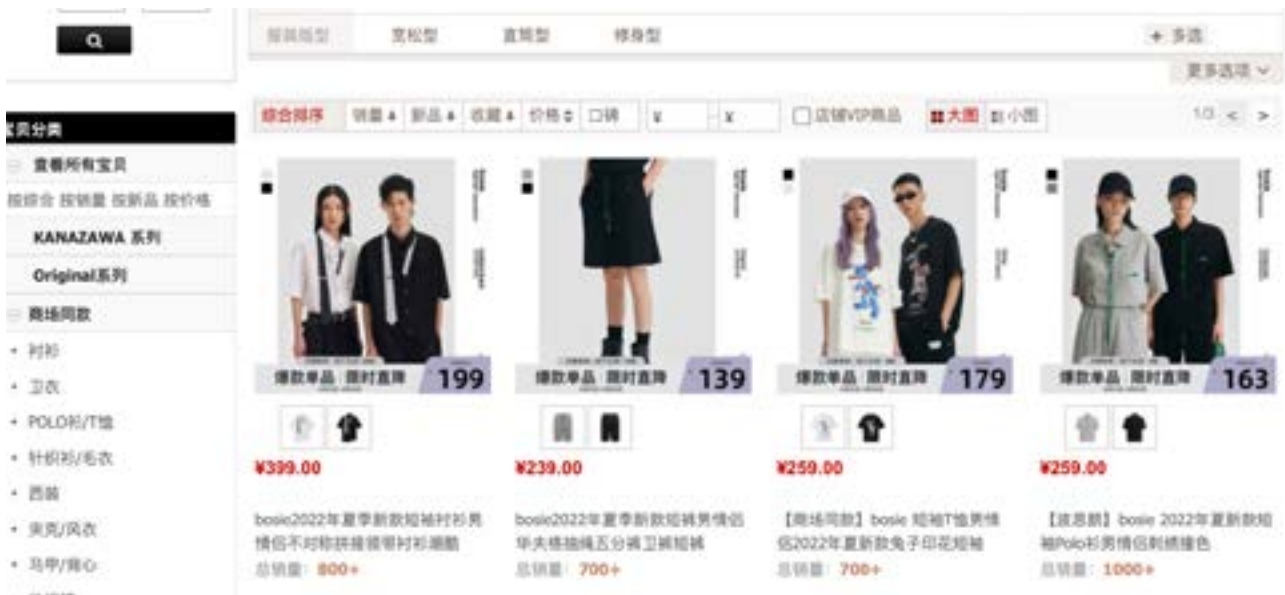 服装版型 宽松型 直筒型 修身型 + 多选
更多选项
综合排序 销量 新品 收藏 价格 ¥ - ¥ 店铺VIP商品 大图 小图 1/3 < >
宝贝分类
查看所有宝贝
按综合 按销量 按新品 按价格
KANAZAWA 系列
Original系列
商场同款
+ 衬衫
+ 卫衣
+ POLO衫/T恤
+ 针织衫/毛衣
+ 西装
+ 夹克/风衣
+ 马甲/背心
bosie
bosie
bosie
bosie
爆款单品 限时直降 199
爆款单品 限时直降 139
爆款单品 限时直降 179
爆款单品 限时直降 163
¥399.00
bosie2022年夏季新款短袖衬衫男
情侣不对称拼接领带衬衫潮酷
总销量: 800+
¥239.00
bosie2022年夏季新款短裤男情侣
华夫格抽绳五分裤卫裤短裤
总销量: 700+
¥259.00
【商场同款】bosie 短袖T恤男情
侣2022年夏新款兔子印花短袖
总销量: 700+
¥259.00
【波恩鹅】bosie 2022年夏新款短
袖Polo衫男情侣刺绣撞色
总销量: 1000+